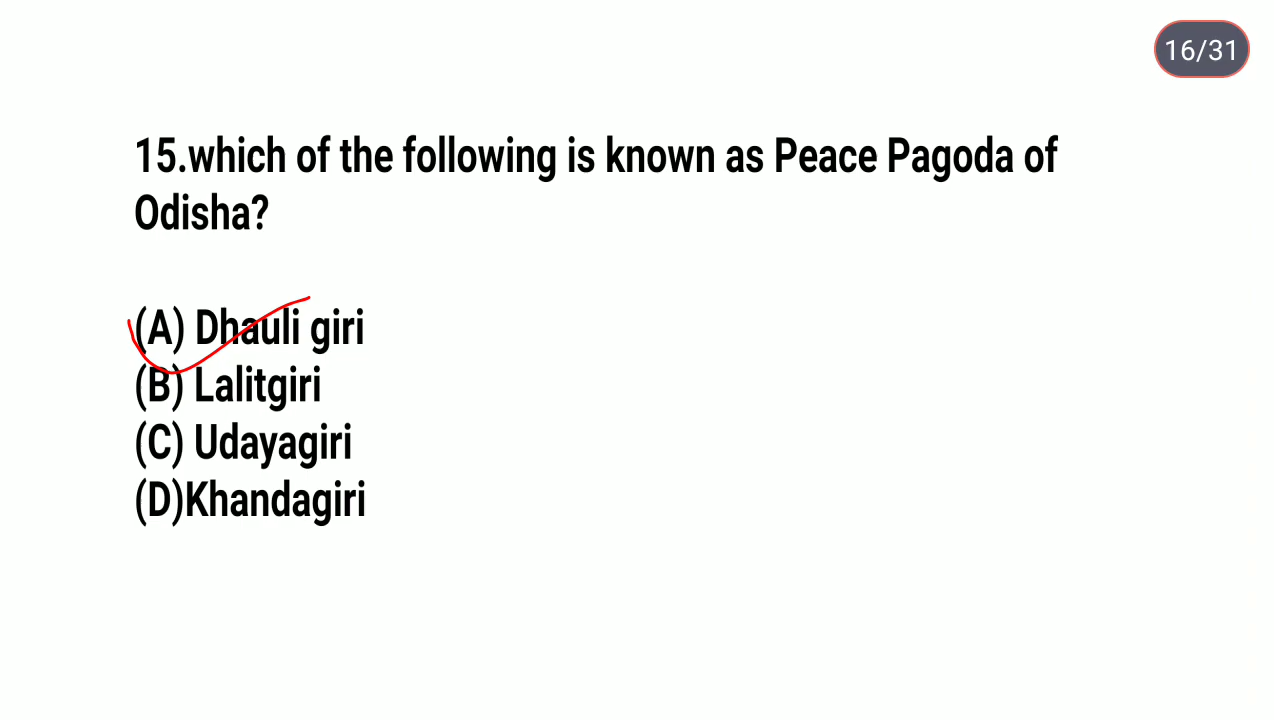 16/31
15.which of the following is known as Peace Pagoda of
Odisha?
(A) Dhauli giri
(B) Lalitgiri
(C) Udayagiri
(D)Khandagiri